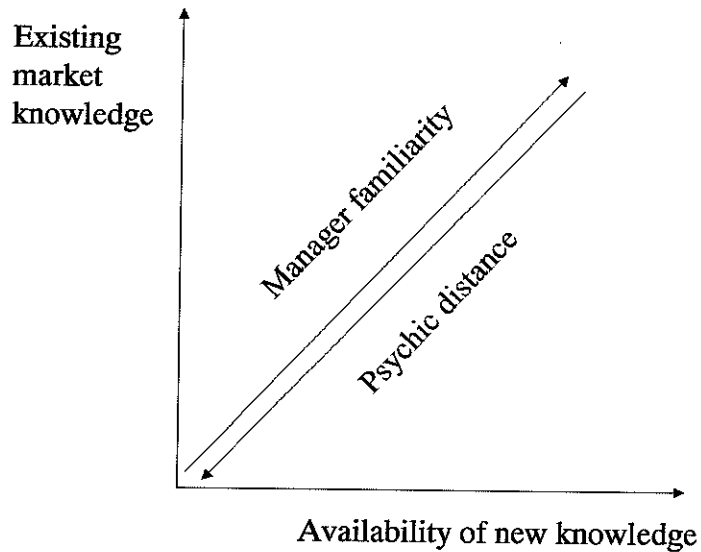 Existing
market
knowledge
Manager familiarity
Psychic distance
Availability of new knowledge